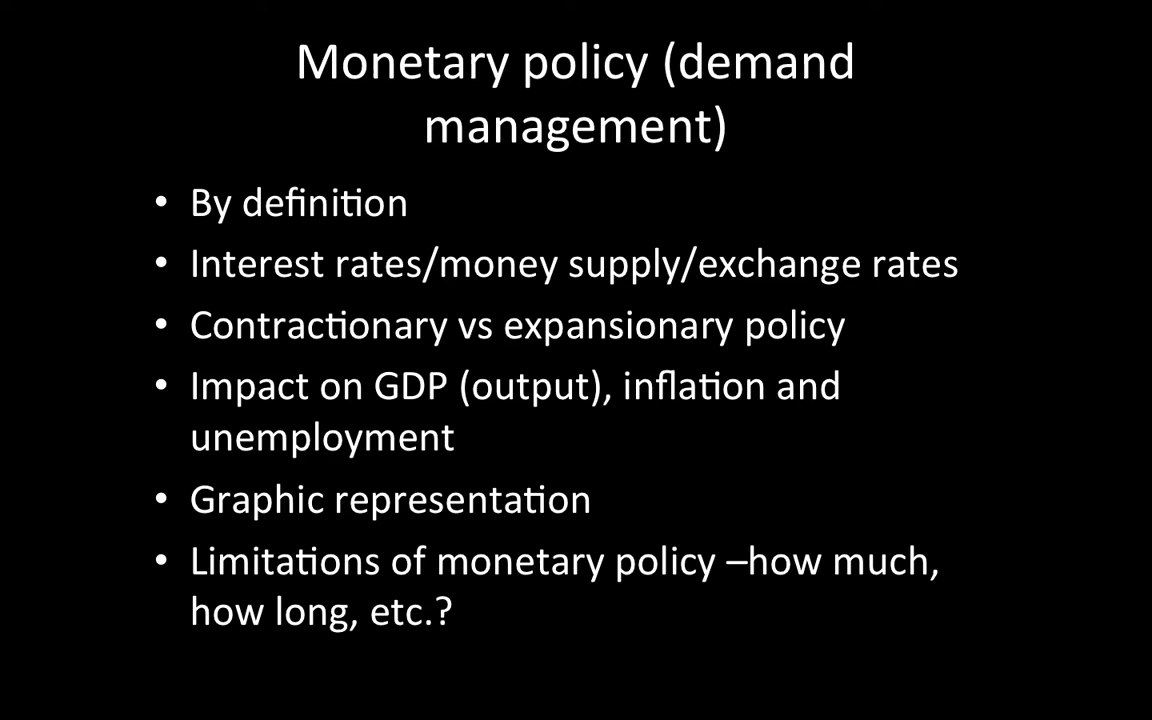 Monetary policy (demand
management)
• By definition
• Interest rates/money supply/exchange rates
• Contractionary vs expansionary policy
• Impact on GDP (output), inflation and
unemployment
• Graphic representation
• Limitations of monetary policy –how much,
how long, etc.?